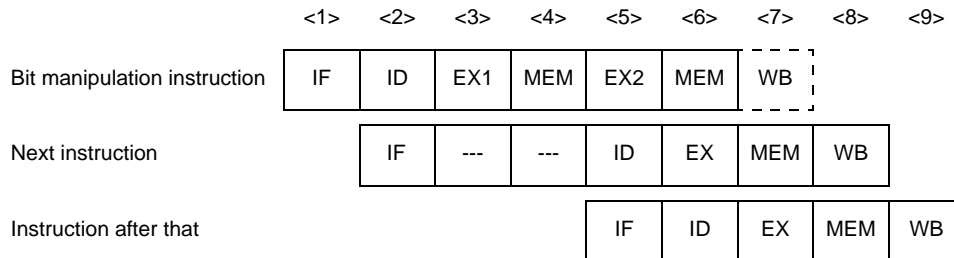 <1> <2> <3> <4> <5> <6> <7> <8> <9>
Bit manipulation instruction IF ID EX1 MEM EX2 MEM WB
Next instruction IF --- --- ID EX MEM WB
Instruction after that IF ID EX MEM WB